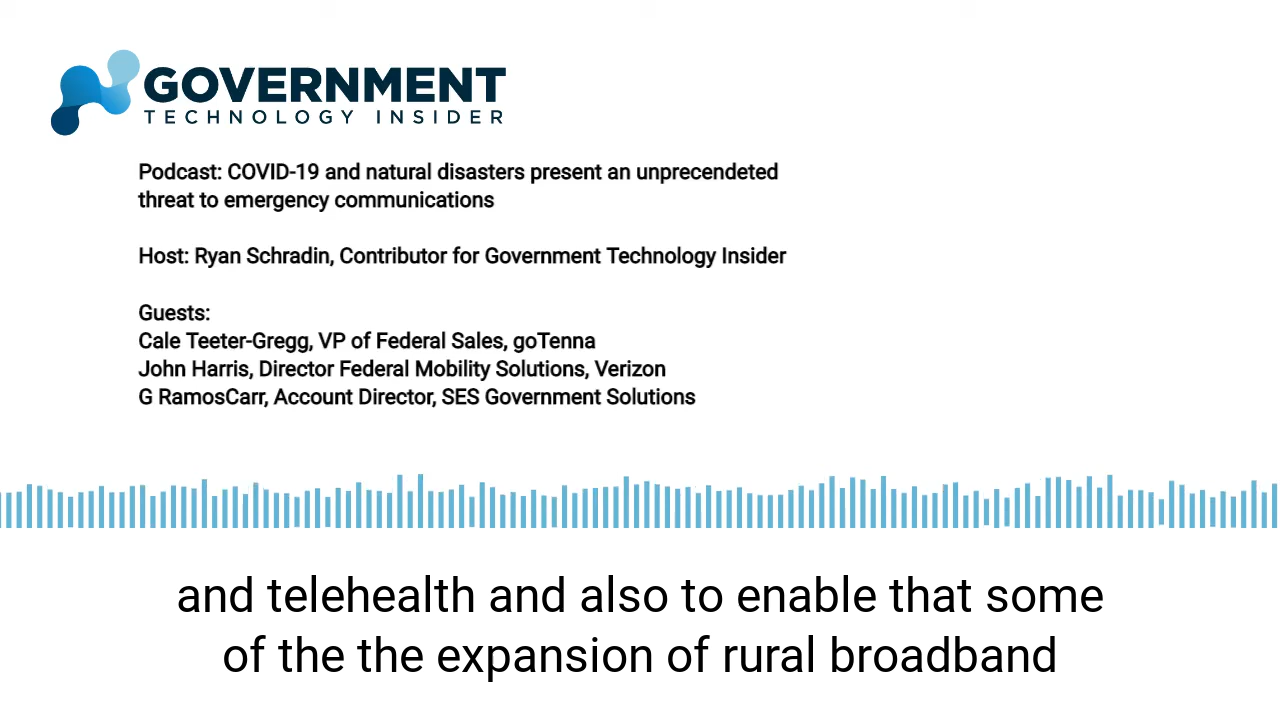 GOVERNMENT
TECHNOLOGY INSIDER
Podcast: COVID-19 and natural disasters present an unprecendeted
threat to emergency communications
Host: Ryan Schradin, Contributor for Government Technology Insider
Guests:
Cale Teeter-Gregg, VP of Federal Sales, goTenna
John Harris, Director Federal Mobility Solutions, Verizon
G RamosCarr, Account Director, SES Government Solutions
and telehealth and also to enable that some
of the the expansion of rural broadband